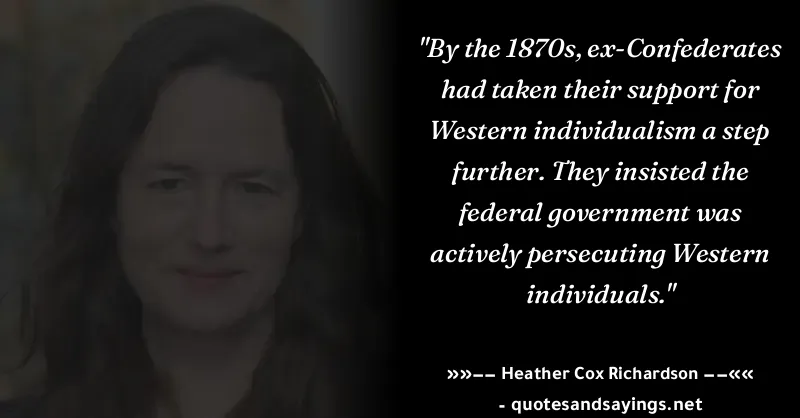 "By the 1870s, ex-Confederates
had taken their support for
Western individualism a step
further. They insisted the
federal government was
actively persecuting Western
individuals."
»»−− Heather Cox Richardson −−««
- quotesandsayings.net